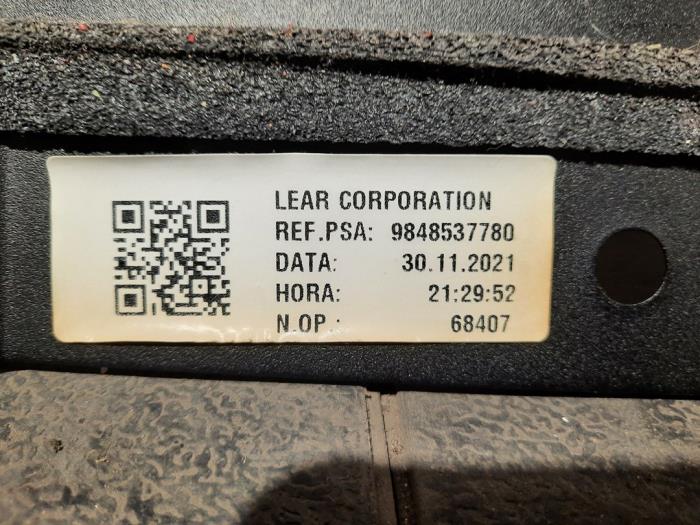 LEAR CORPORATION
REF.PSA: 9848537780
DATA: 30.11.2021
HORA: 21:29:52
N.OP.: 68407